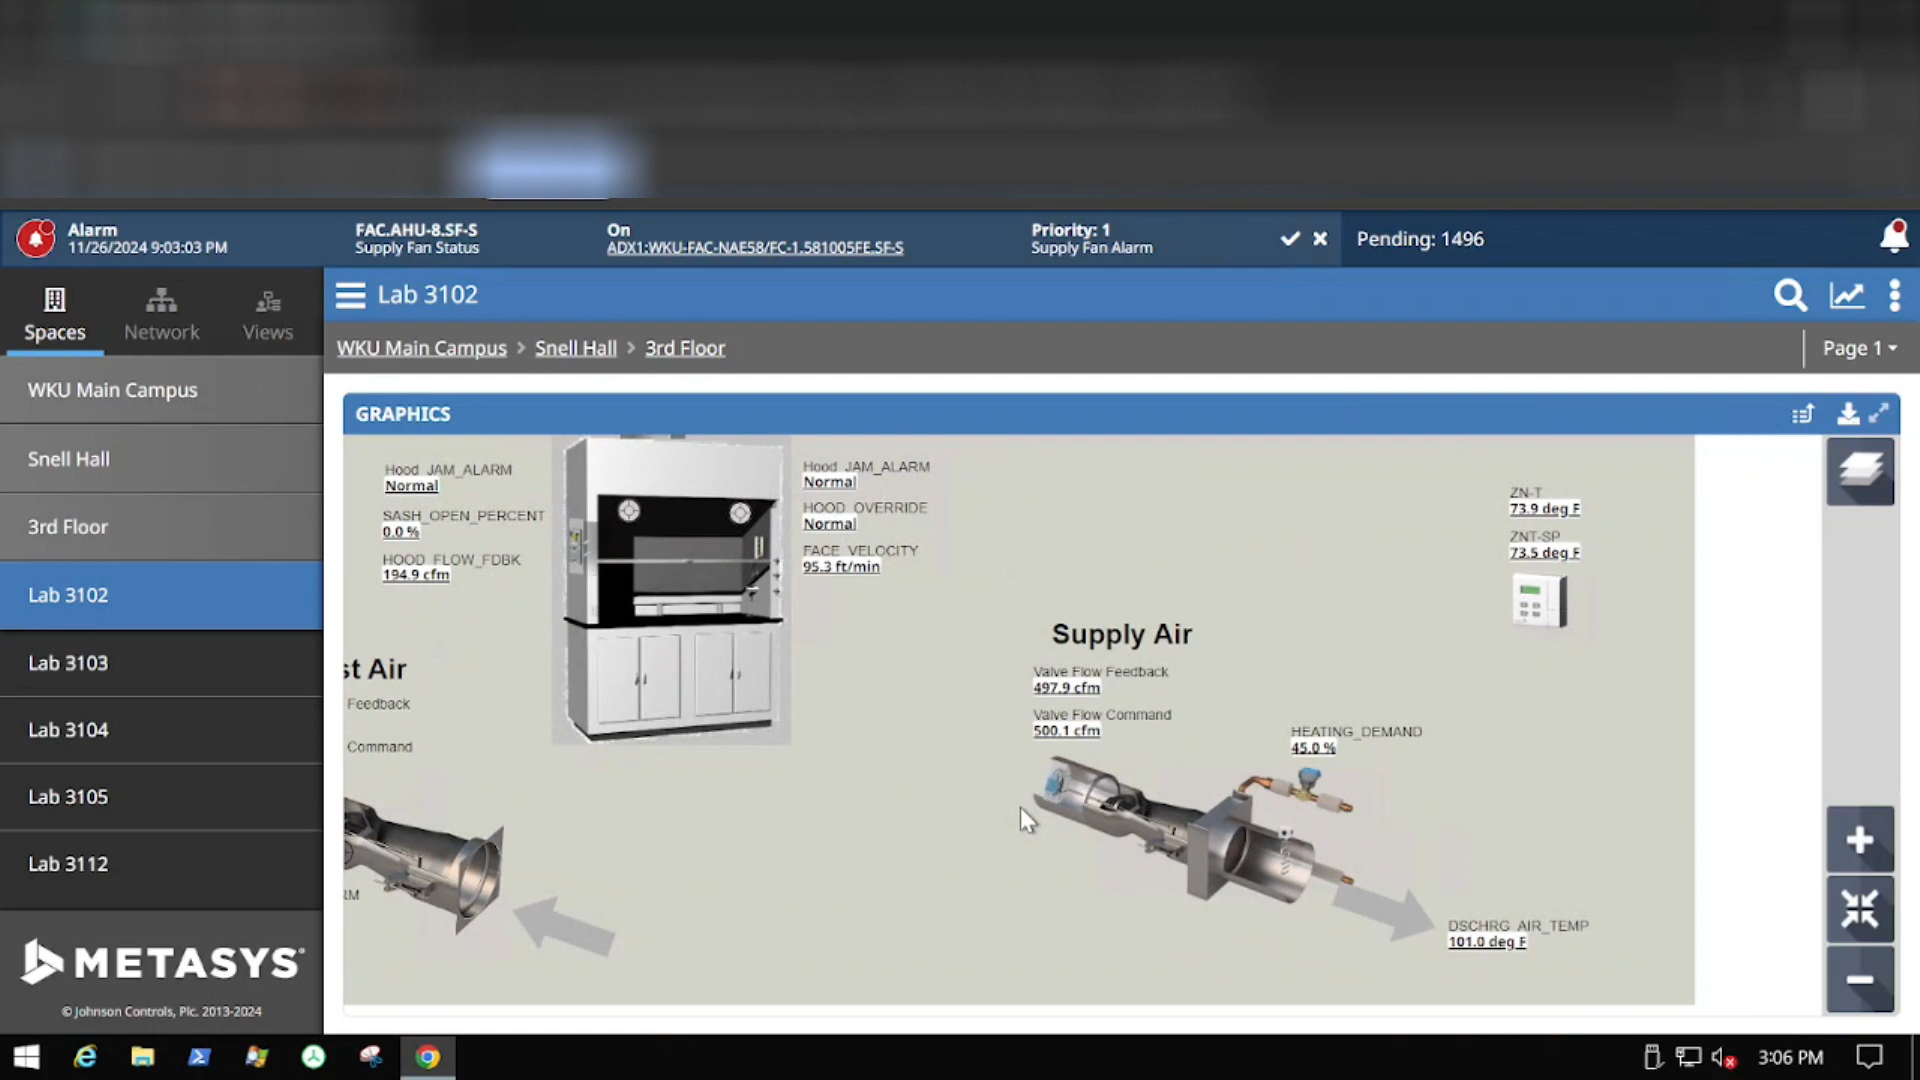 Alarm
11/26/2024 9:03:03 PM
FAC.AHU-8.SF-S
Supply Fan Status
On
ADX1:WKU-FAC-NAE58/FC-1.581005FE.SF-S
Priority: 1
Supply Fan Alarm
Pending: 1496
Spaces
Network
Views
Lab 3102
WKU Main Campus > Snell Hall > 3rd Floor
Page 1
WKU Main Campus
Snell Hall
3rd Floor
Lab 3102
Lab 3103
Lab 3104
Lab 3105
Lab 3112
METASYS®
© Johnson Controls, Plc. 2013-2024
GRAPHICS
Hood JAM_ALARM
Normal
SASH_OPEN_PERCENT
0.0 %
HOOD_FLOW_FDBK
194.9 cfm
Hood JAM_ALARM
Normal
HOOD_OVERRIDE
Normal
FACE_VELOCITY
95.3 ft/min
ZN-T
73.9 deg F
ZNT-SP
73.5 deg F
st Air
Feedback
Command
RM
Supply Air
Valve Flow Feedback
497.9 cfm
Valve Flow Command
500.1 cfm
HEATING_DEMAND
45.0 %
DSCHRG_AIR_TEMP
101.0 deg F
3:06 PM